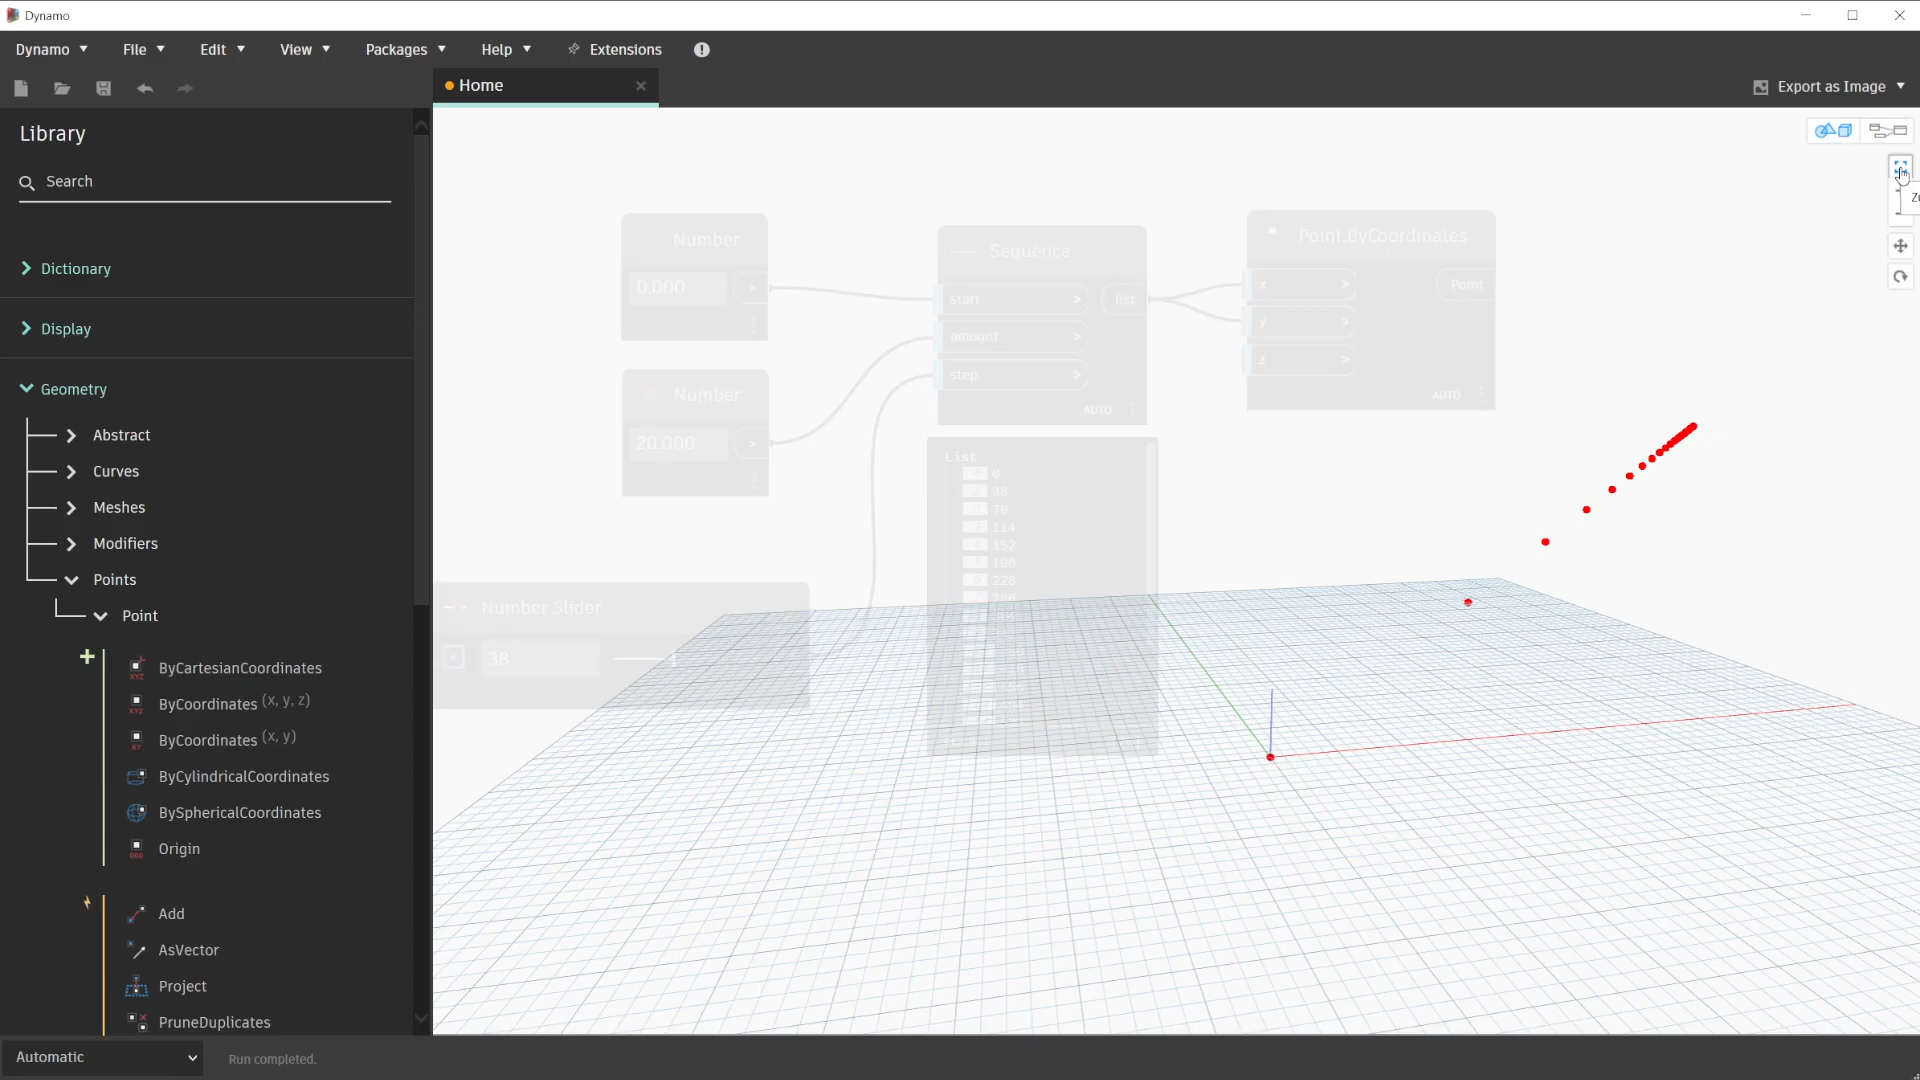 Dynamo
Dynamo File Edit View Packages Help Extensions
Home
Export as Image
Library
Search
Dictionary
Display
Geometry
Abstract
Curves
Meshes
Modifiers
Points
Point
ByCartesianCoordinates
ByCoordinates (x, y, z)
ByCoordinates (x, y)
ByCylindricalCoordinates
BySphericalCoordinates
Origin
Add
AsVector
Project
PruneDuplicates
Automatic
Run completed.
Number
0.000 >
Number
20.000 >
Number Slider
38
Sequence
start > list
amount >
step >
AUTO
List
0
38
76
114
152
190
228
266
Point.ByCoordinates
x > Point
y >
z >
AUTO